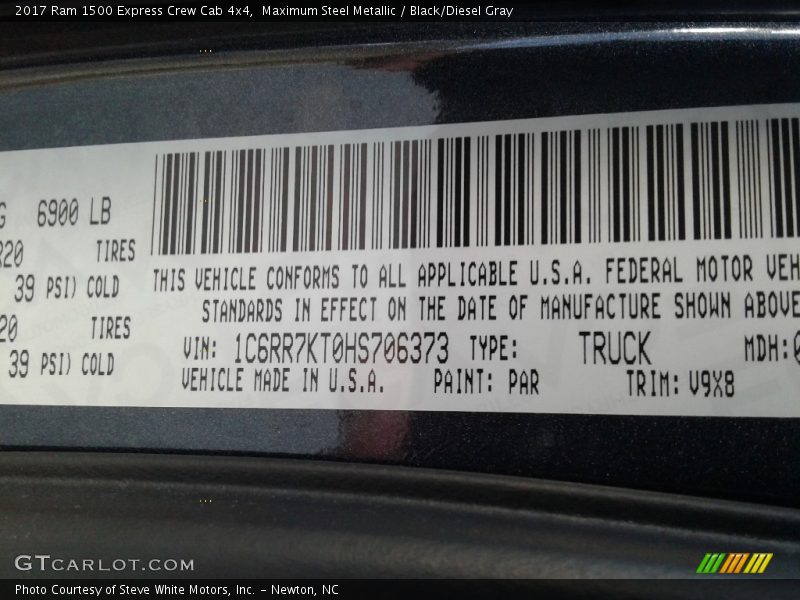 2017 Ram 1500 Express Crew Cab 4x4, Maximum Steel Metallic / Black/Diesel Gray
6900 LB
TIRES
39 PSI) COLD
TIRES
39 PSI) COLD
THIS VEHICLE CONFORMS TO ALL APPLICABLE U.S.A. FEDERAL MOTOR VEH
STANDARDS IN EFFECT ON THE DATE OF MANUFACTURE SHOWN ABOVE
VIN: 1C6RR7KT0HS706373 TYPE: TRUCK MDH:0
VEHICLE MADE IN U.S.A. PAINT: PAR TRIM: V9X8
GTCARLOT.COM
Photo Courtesy of Steve White Motors, Inc. – Newton, NC